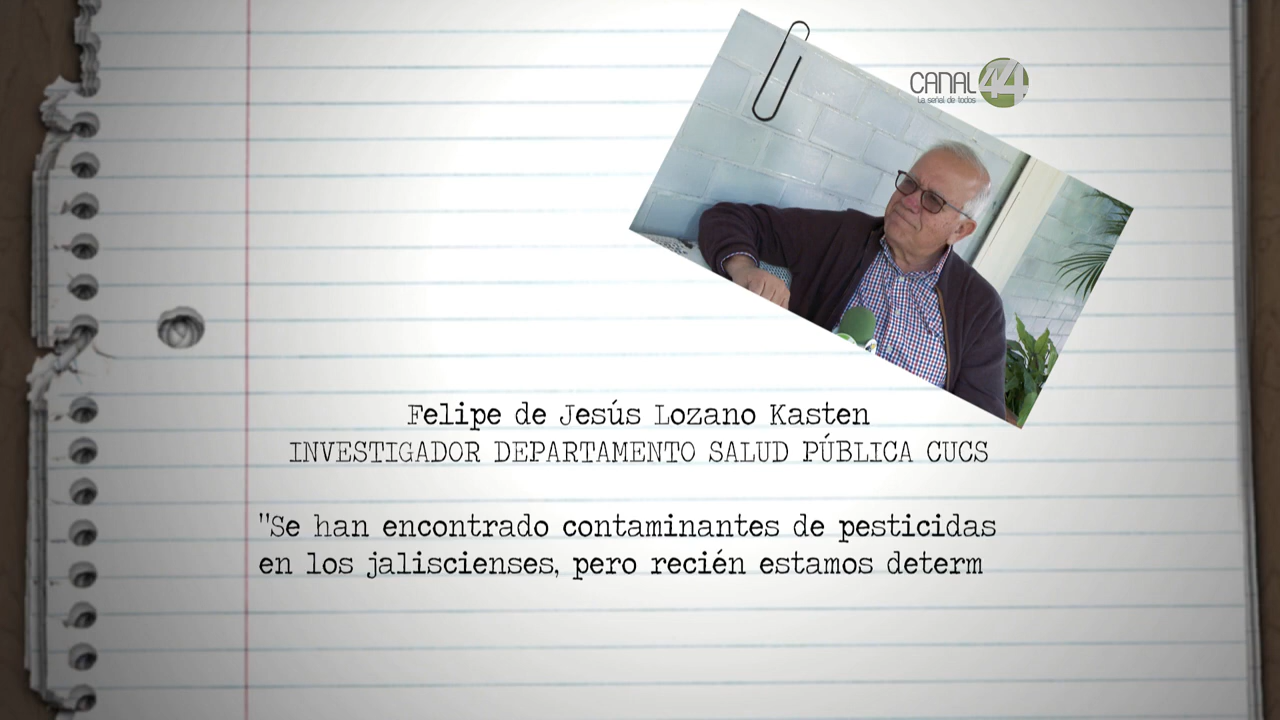 CANAL 44
La señal de todos
Felipe de Jesús Lozano Kasten
INVESTIGADOR DEPARTAMENTO SALUD PÚBLICA CUCS
"Se han encontrado contaminantes de pesticidas
en los jaliscienses, pero recién estamos determ